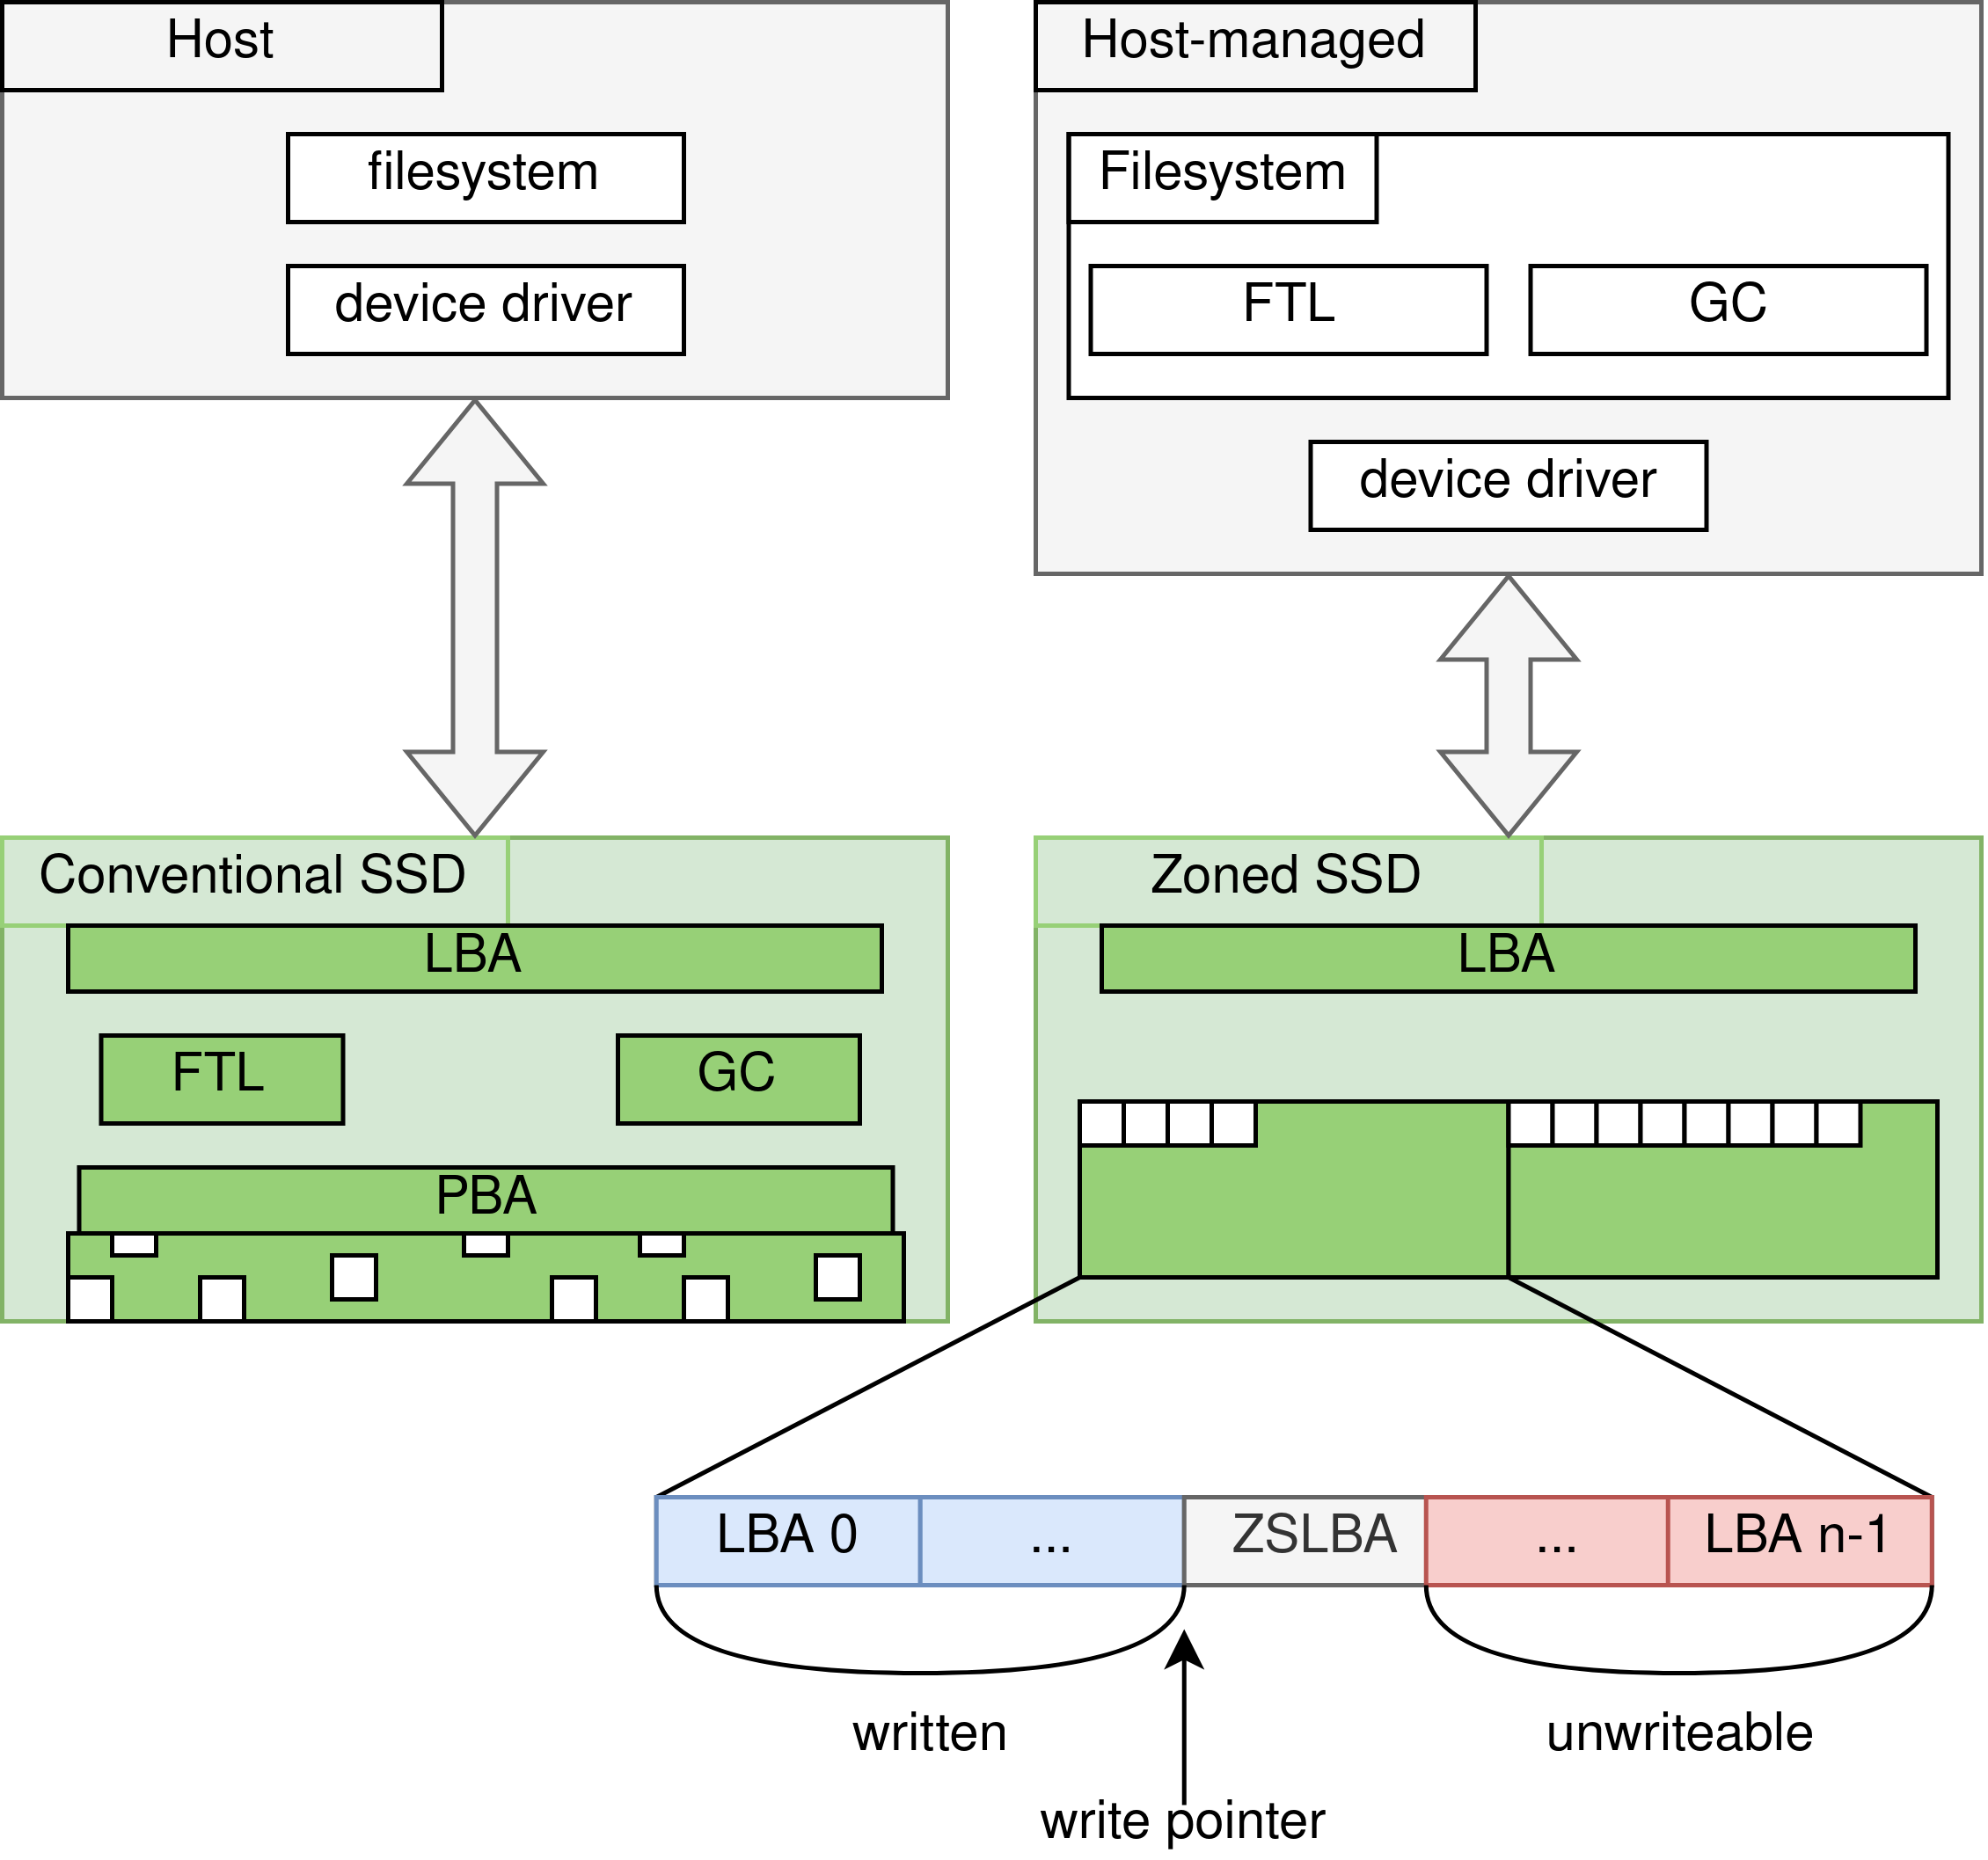 Host
filesystem
device driver
Host-managed
Filesystem
FTL
GC
device driver
Conventional SSD
LBA
FTL
GC
PBA
Zoned SSD
LBA
LBA 0
...
ZSLBA
...
LBA n-1
written
unwriteable
write pointer